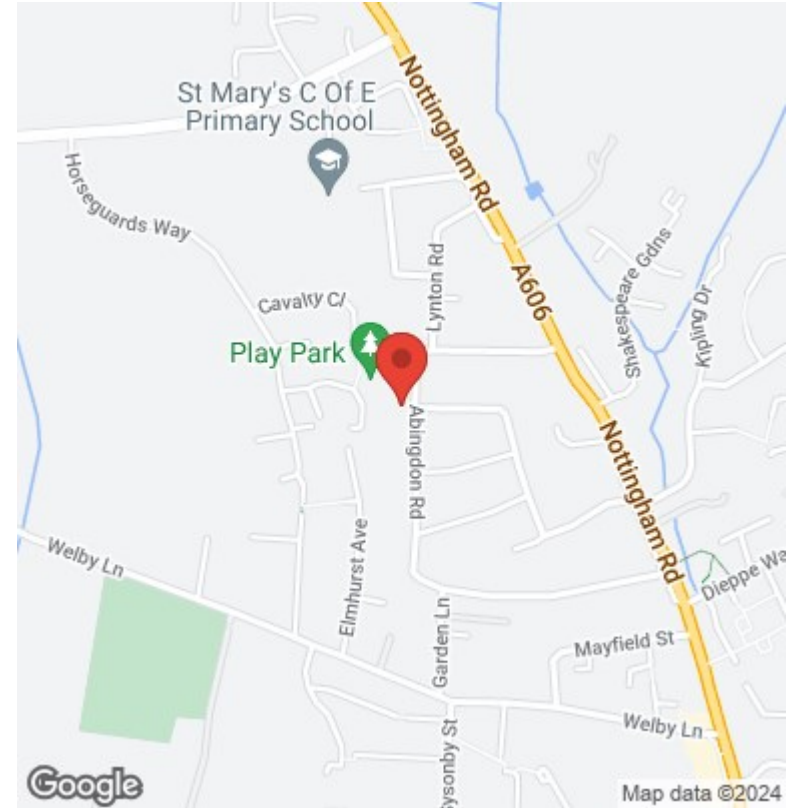 Nottingham Rd
St Mary's C Of E
Primary School
Horseguards Way
Lynton Rd
A606
Shakespeare Gdns
Kipling Dr
Cavalry Cl
Play Park
Abingdon Rd
Nottingham Rd
Welby Ln
Elmhurst Ave
Dieppe Wa
Garden Ln
Mayfield St
Welby Ln
ysonby St
Google
Map data ©2024